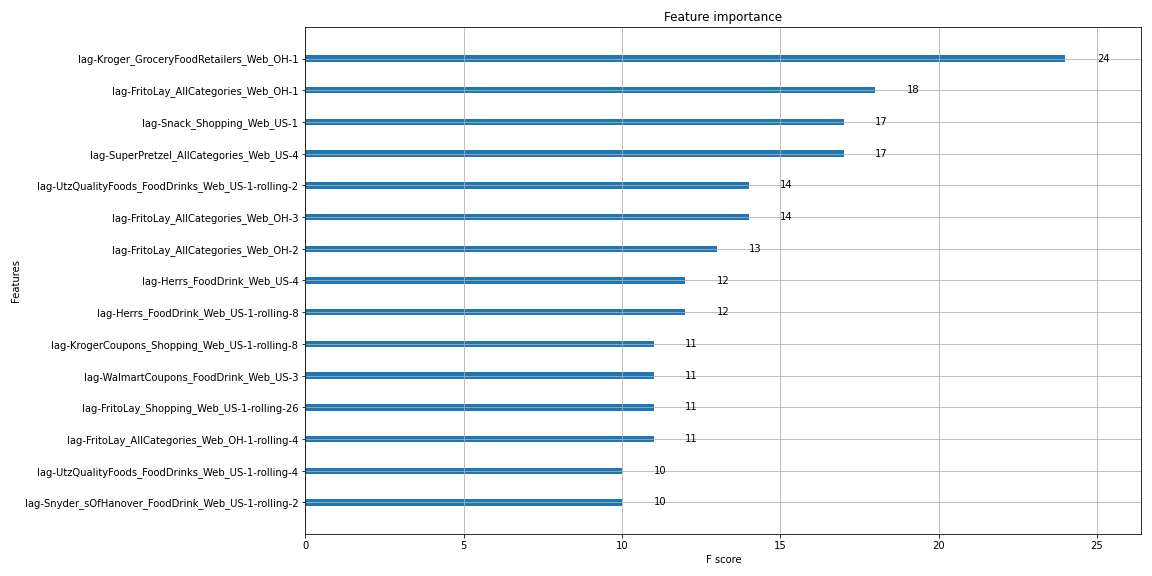 Feature importance
lag-Kroger_GroceryFoodRetailers_Web_OH-1 24
lag-FritoLay_AllCategories_Web_OH-1 18
lag-Snack_Shopping_Web_US-1 17
lag-SuperPretzel_AllCategories_Web_US-4 17
lag-UtzQualityFoods_FoodDrinks_Web_US-1-rolling-2 14
lag-FritoLay_AllCategories_Web_OH-3 14
lag-FritoLay_AllCategories_Web_OH-2 13
lag-Herrs_FoodDrink_Web_US-4 12
lag-Herrs_FoodDrink_Web_US-1-rolling-8 12
lag-KrogerCoupons_Shopping_Web_US-1-rolling-8 11
lag-WalmartCoupons_FoodDrink_Web_US-3 11
lag-FritoLay_Shopping_Web_US-1-rolling-26 11
lag-FritoLay_AllCategories_Web_OH-1-rolling-4 11
lag-UtzQualityFoods_FoodDrinks_Web_US-1-rolling-4 10
lag-Snyder_sOfHanover_FoodDrink_Web_US-1-rolling-2 10
Features
0 5 10 15 20 25
F score